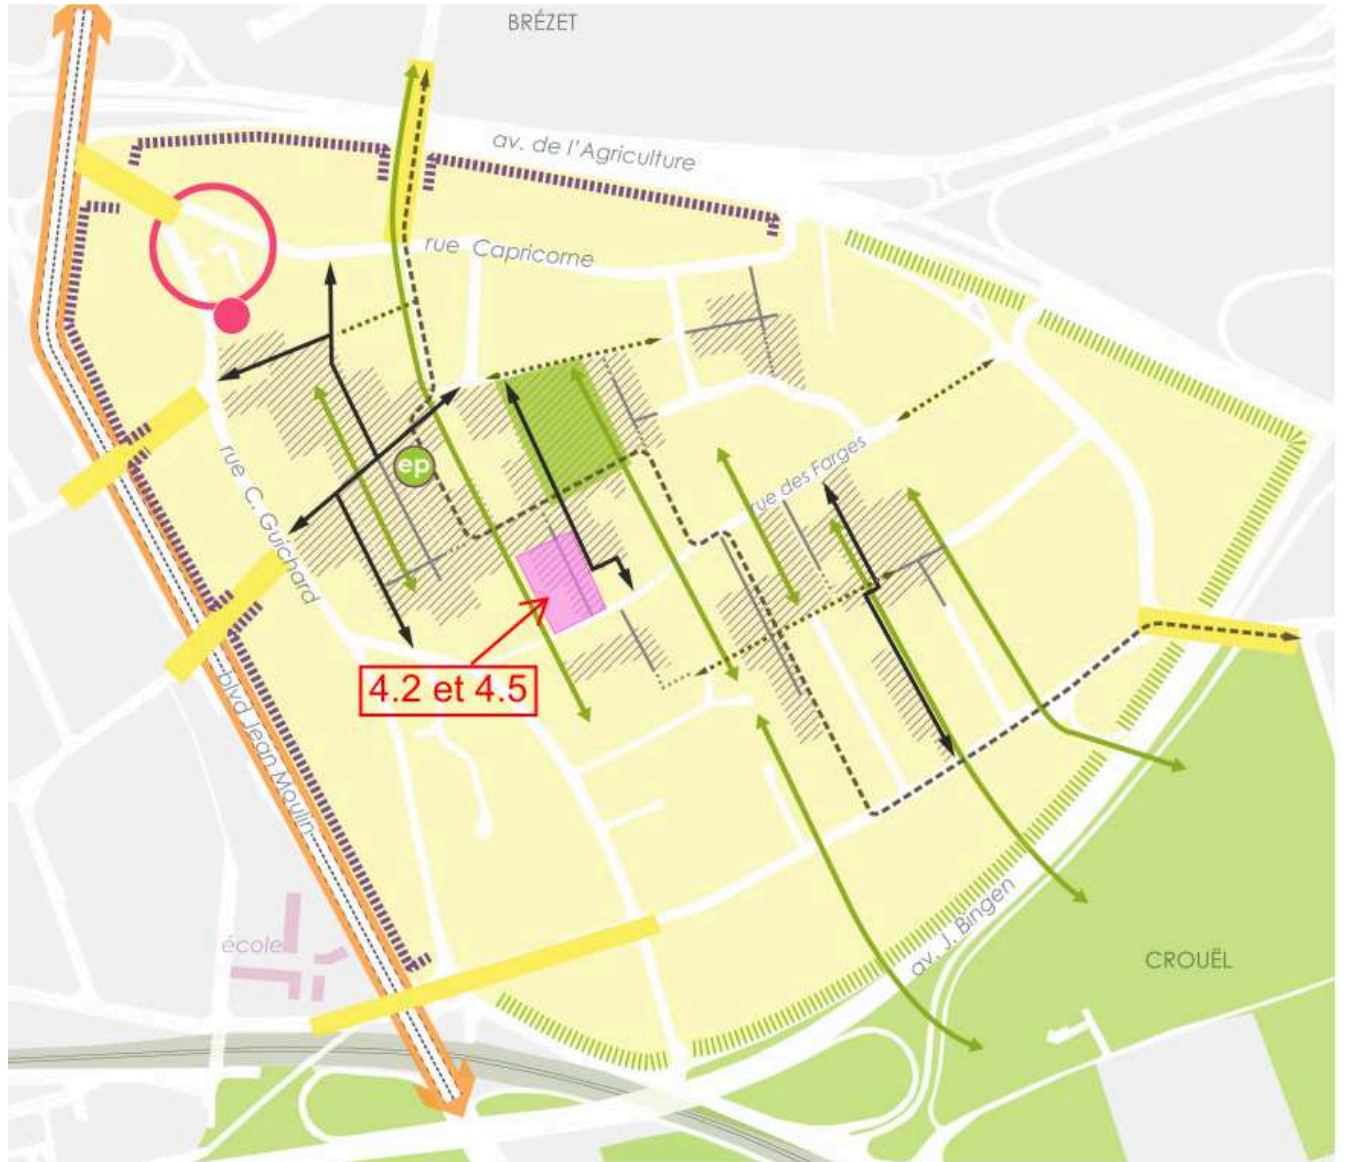 BRÉZET
av. de l'Agriculture
rue Capricorne
rue des Farges
ep
rue C. Guichard
4.2 et 4.5
blvd Jean Moulin
école
av. J. Bingen
CROUËL